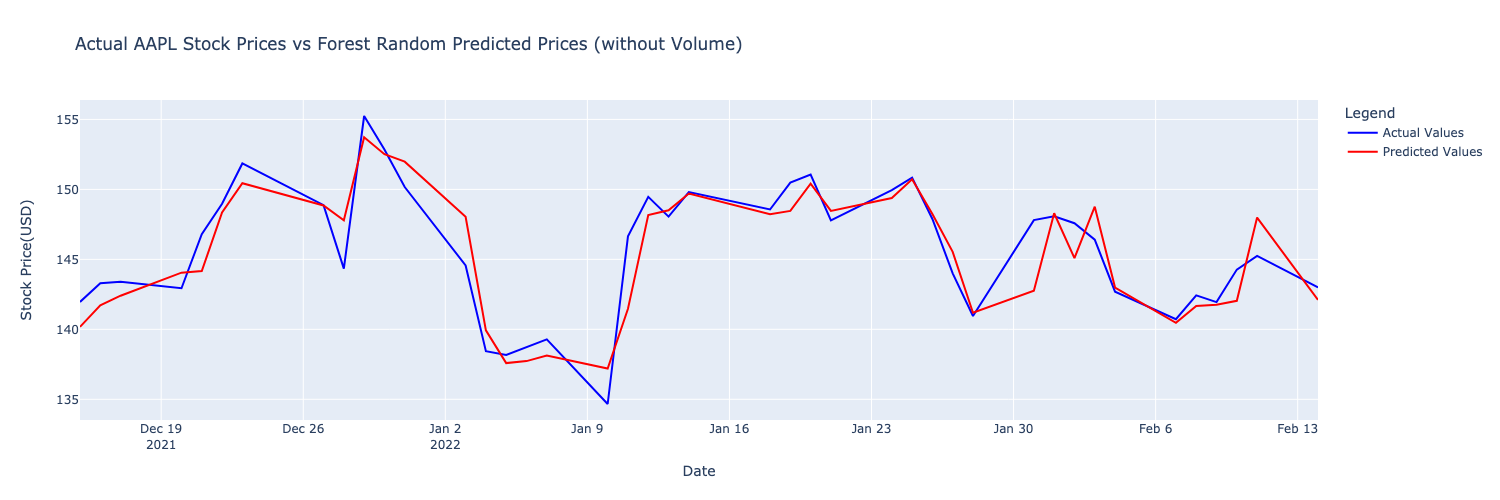 Actual AAPL Stock Prices vs Forest Random Predicted Prices (without Volume)
Legend
Actual Values
Predicted Values
Stock Price(USD)
155
150
145
140
135
Dec 19
2021
Dec 26
Jan 2
2022
Jan 9
Jan 16
Jan 23
Jan 30
Feb 6
Feb 13
Date